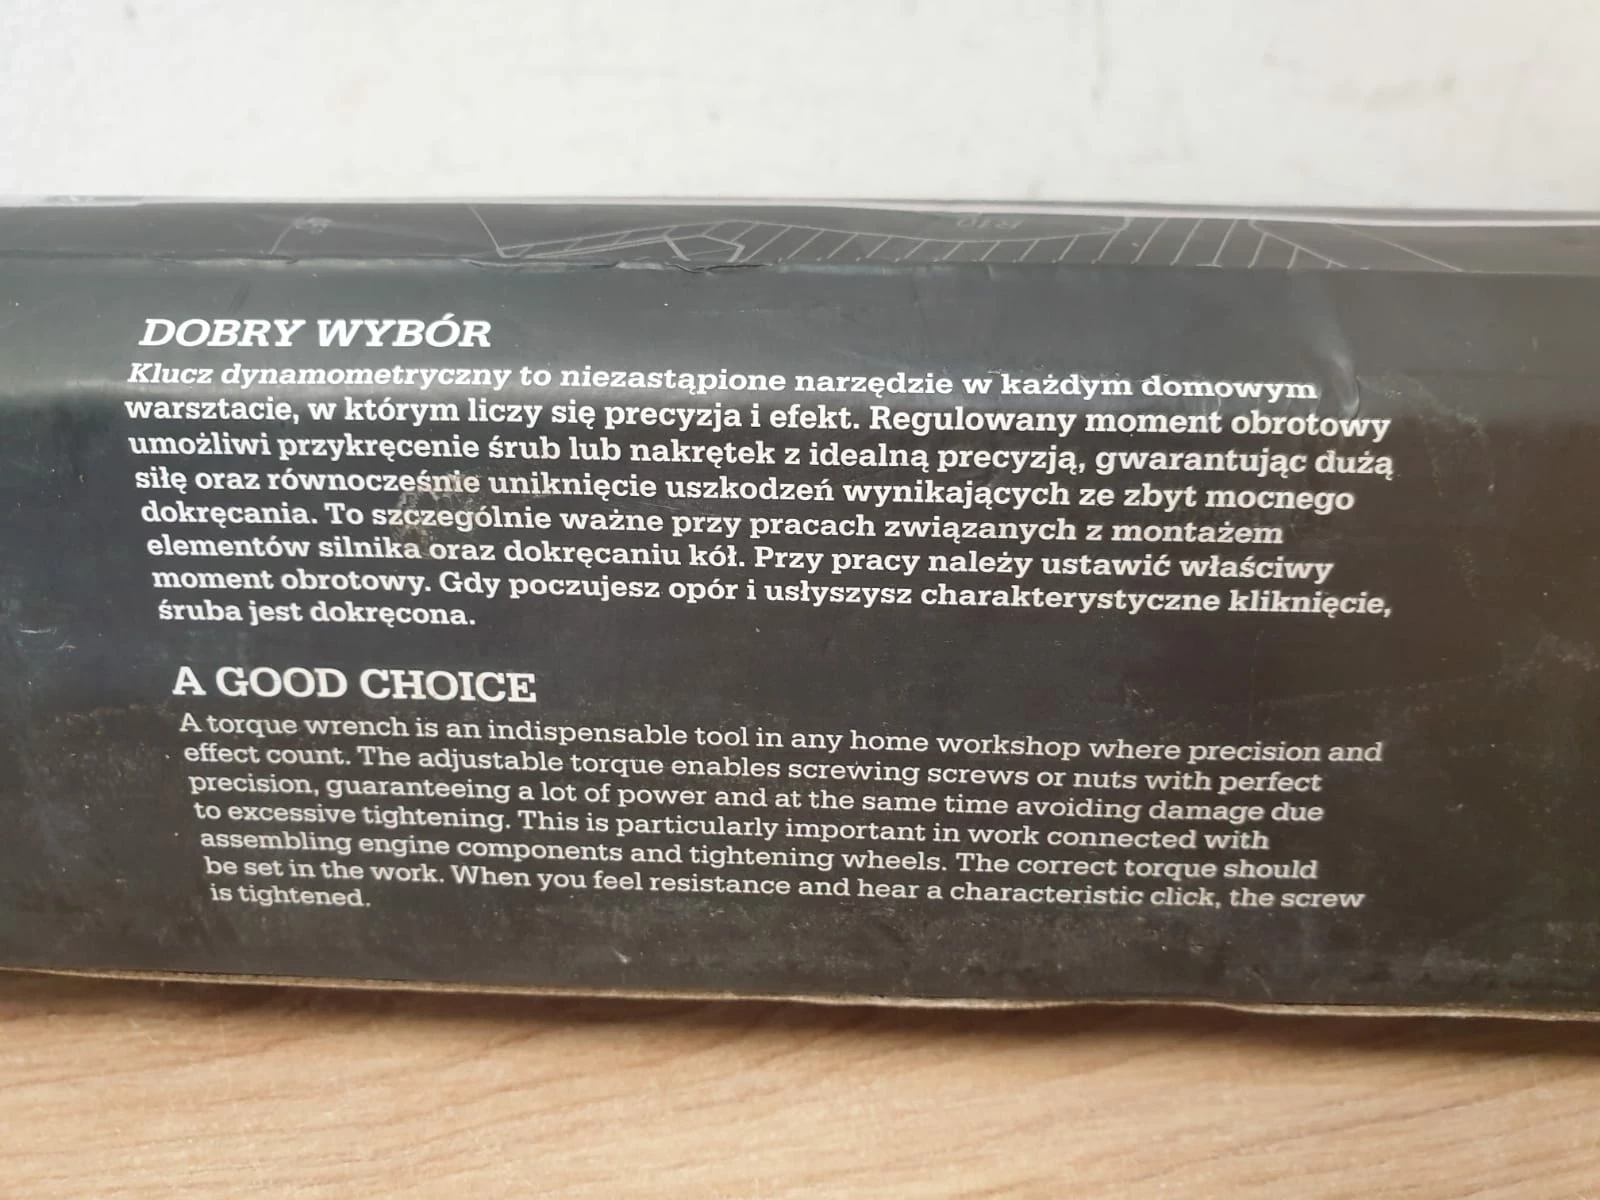 R10
DOBRY WYBÓR
Klucz dynamometryczny to niezastąpione narzędzie w każdym domowym
warsztacie, w którym liczy się precyzja i efekt. Regulowany moment obrotowy
umożliwi przykręcenie śrub lub nakrętek z idealną precyzją, gwarantując dużą
siłę oraz równocześnie uniknięcie uszkodzeń wynikających ze zbyt mocnego
dokręcania. To szczególnie ważne przy pracach związanych z montażem
elementów silnika oraz dokręcaniu kół. Przy pracy należy ustawić właściwy
moment obrotowy. Gdy poczujesz opór i usłyszysz charakterystyczne kliknięcie,
śruba jest dokręcona.
A GOOD CHOICE
A torque wrench is an indispensable tool in any home workshop where precision and
effect count. The adjustable torque enables screwing screws or nuts with perfect
precision, guaranteeing a lot of power and at the same time avoiding damage due
to excessive tightening. This is particularly important in work connected with
assembling engine components and tightening wheels. The correct torque should
be set in the work. When you feel resistance and hear a characteristic click, the screw
is tightened.